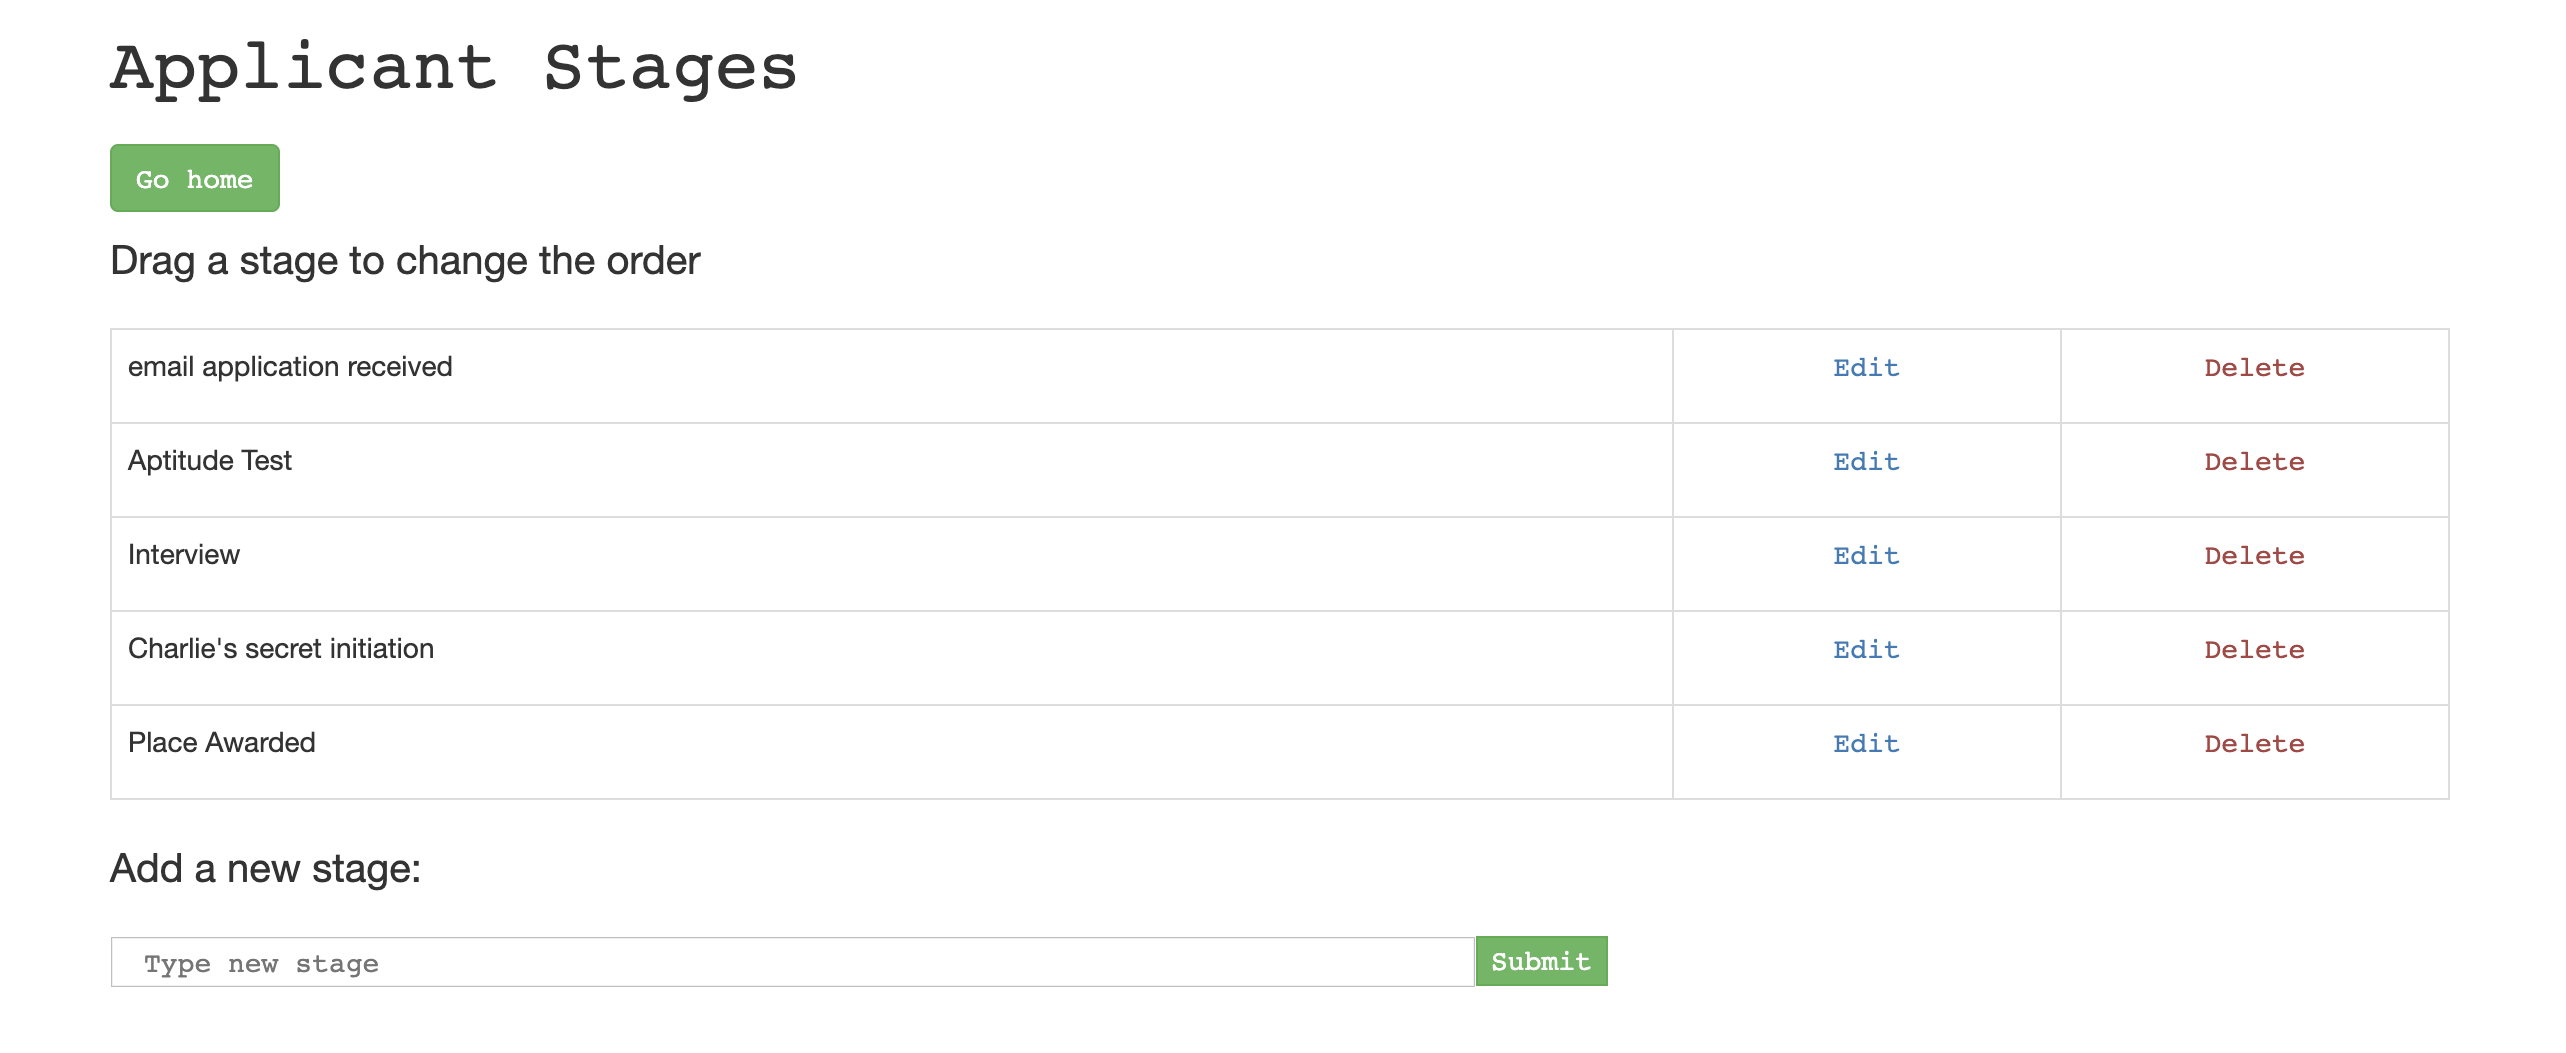 Applicant Stages
Go home
Drag a stage to change the order
email application received Edit Delete
Aptitude Test Edit Delete
Interview Edit Delete
Charlie's secret initiation Edit Delete
Place Awarded Edit Delete
Add a new stage:
Type new stage Submit